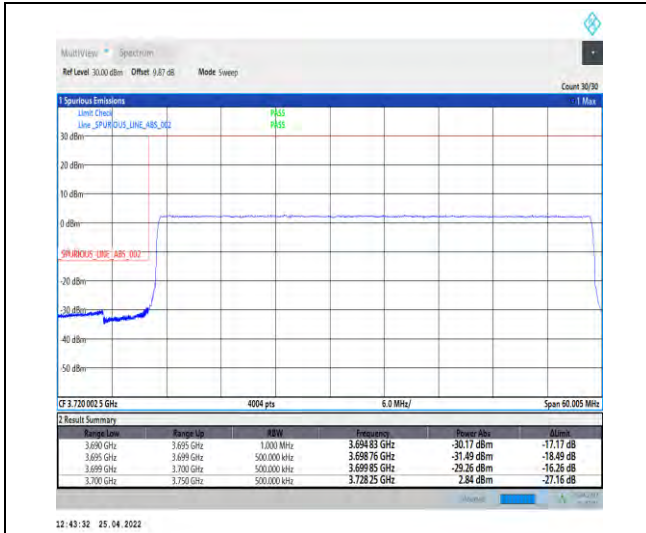 MultiView Spectrum
Ref Level 30.00 dBm Offset 9.87 dB Mode Sweep
Count 30/30
1 Spurious Emissions 1 Max
Limit Check PASS
Line _SPURIOUS_LINE_ABS_002 PASS
30 dBm
20 dBm
10 dBm
0 dBm
_SPURIOUS_LINE_ABS_002
-20 dBm
-30 dBm
-40 dBm
-50 dBm
CF 3.720 002 5 GHz 4004 pts 6.0 MHz/ Span 60.005 MHz
2 Result Summary
Range Low Range Up RBW Frequency Power Abs ΔLimit
3.690 GHz 3.695 GHz 1.000 MHz 3.694 83 GHz -30.17 dBm -17.17 dB
3.695 GHz 3.699 GHz 500.000 kHz 3.698 76 GHz -31.49 dBm -18.49 dB
3.699 GHz 3.700 GHz 500.000 kHz 3.699 85 GHz -29.26 dBm -16.26 dB
3.700 GHz 3.750 GHz 500.000 kHz 3.728 25 GHz 2.84 dBm -27.16 dB
12:43:32 25.04.2022